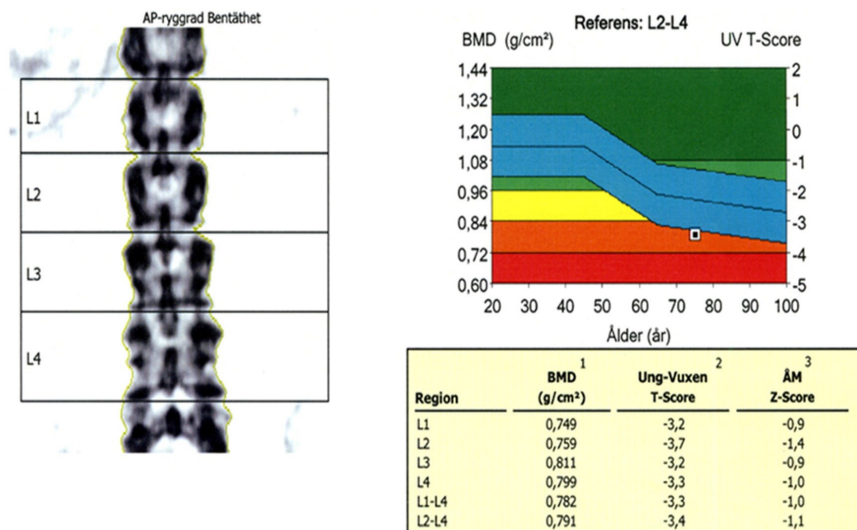 AP-ryggrad Bentäthet
L1
L2
L3
L4
Referens: L2-L4
BMD (g/cm²) UV T-Score
1,44 2
1,32 1
1,20 0
1,08 -1
0,96 -2
0,84 -3
0,72 -4
0,60 -5
20 30 40 50 60 70 80 90 100
Ålder (år)
1 2 3
BMD Ung-Vuxen ÅM
Region (g/cm²) T-Score Z-Score
L1 0,749 -3,2 -0,9
L2 0,759 -3,7 -1,4
L3 0,811 -3,2 -0,9
L4 0,799 -3,3 -1,0
L1-L4 0,782 -3,3 -1,0
L2-L4 0,791 -3,4 -1,1